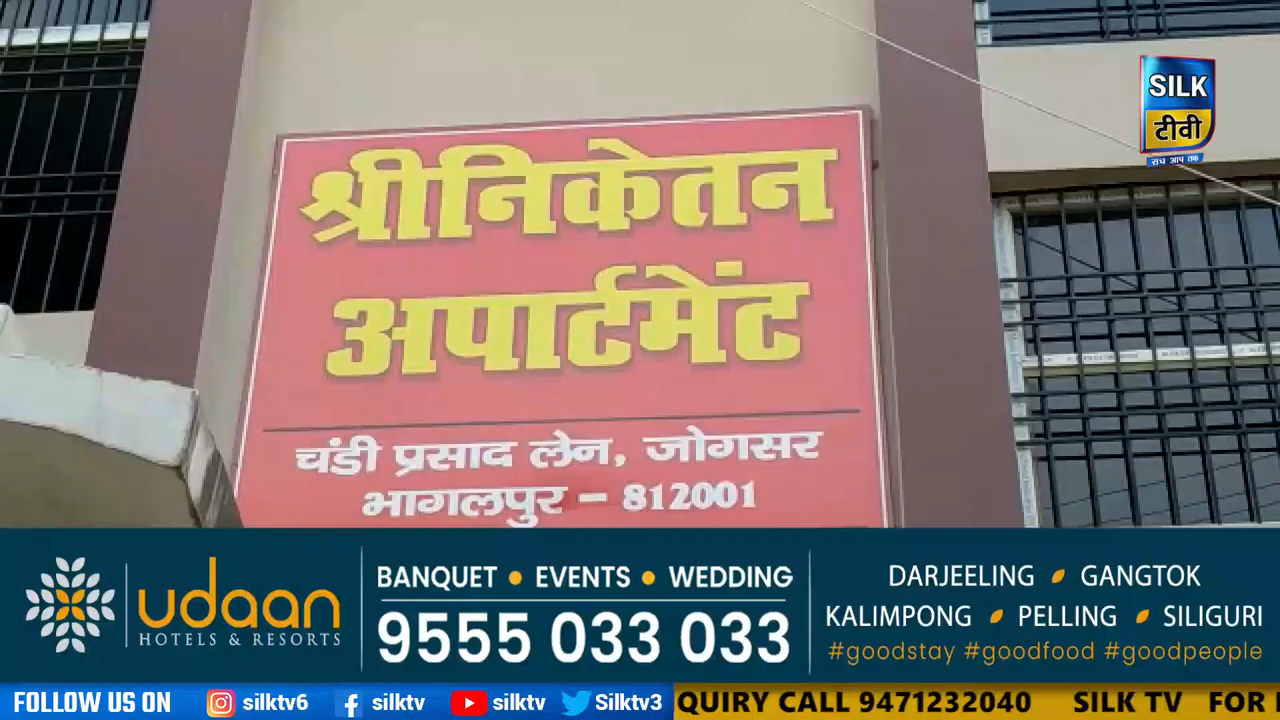 SILK
टीवी
सच आप तक
श्रीनिकेतन
अपार्टमेंट
चंडी प्रसाद लेन, जोगसर
भागलपुर – 812001
udaan
HOTELS & RESORTS
BANQUET • EVENTS • WEDDING
9555 033 033
DARJEELING GANGTOK
KALIMPONG PELLING SILIGURI
#goodstay #goodfood #goodpeople
FOLLOW US ON silktv6 silktv silktv Silktv3 QUIRY CALL 9471232040 SILK TV FOR